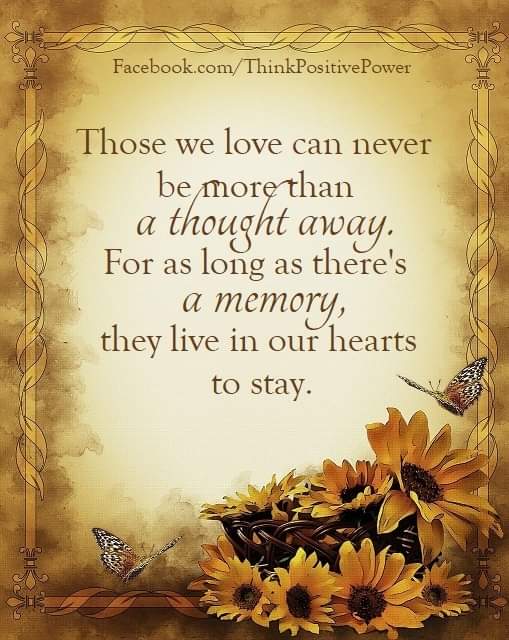 Facebook.com/ThinkPositivePower
Those we love can never
be more than
a thought away.
For as long as there's
a memory,
they live in our hearts
to stay.